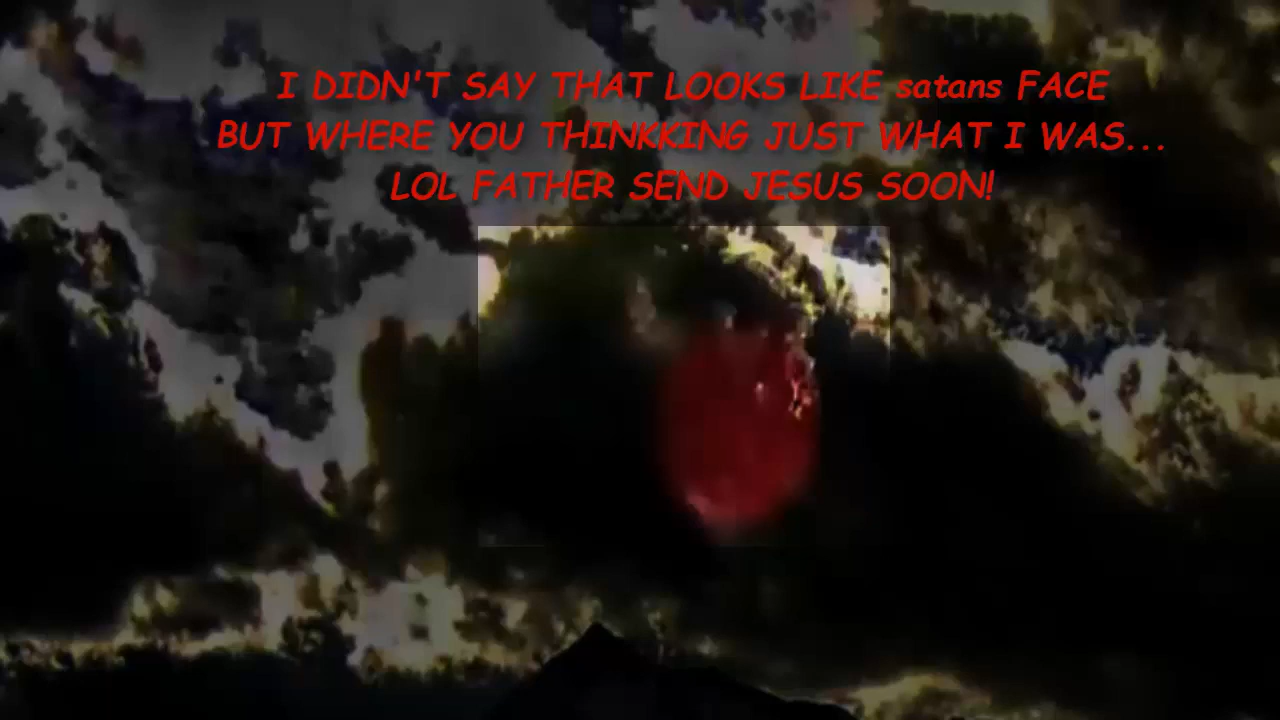 I DIDN'T SAY THAT LOOKS LIKE satans FACE
BUT WHERE YOU THINKKING JUST WHAT I WAS...
LOL FATHER SEND JESUS SOON!